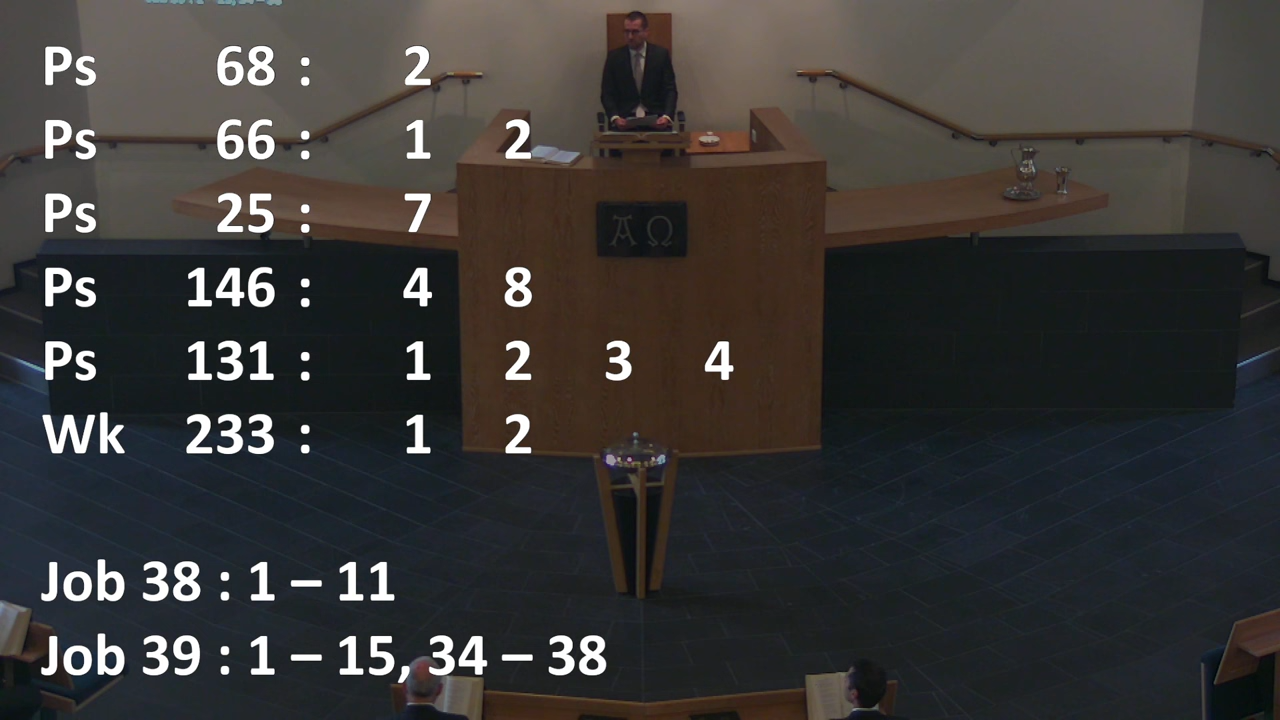 Ps 68 : 2
Ps 66 : 1 2
Ps 25 : 7
Ps 146 : 4 8
Ps 131 : 1 2 3 4
Wk 233 : 1 2
Job 38 : 1 – 11
Job 39 : 1 – 15, 34 – 38
Α Ω